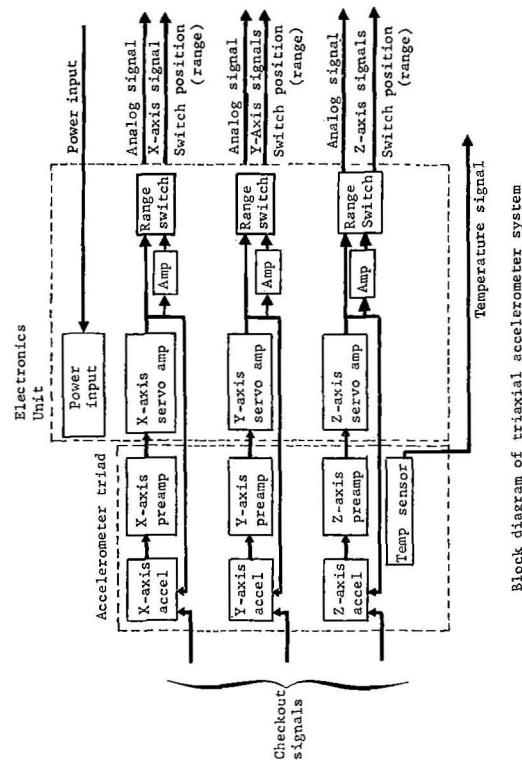 Electronics
Unit
Power input
Power
input
Accelerometer triad
X-axis
accel
X-axis
preamp
X-axis
servo amp
Amp
Range
switch
Analog signal
X-axis signal
Switch position
(range)
Y-axis
accel
Y-axis
preamp
Y-axis
servo amp
Amp
Range
switch
Analog signal
Y-Axis signals
Switch position
(range)
Z-axis
accel
Z-axis
preamp
Z-axis
servo amp
Amp
Range
Switch
Analog signal
Z-axis signals
Switch position
(range)
Checkout
signals
Temp sensor
Temperature signal
Block diagram of triaxial accelerometer system